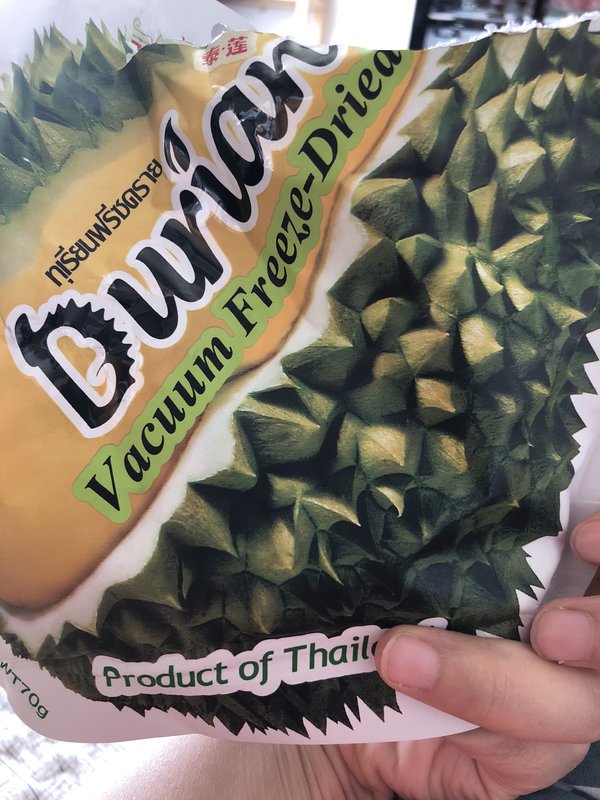 泰莲
Durian
ทุเรียนฟรีซดราย
Vacuum Freeze-Dried
Product of Thail
WT70g